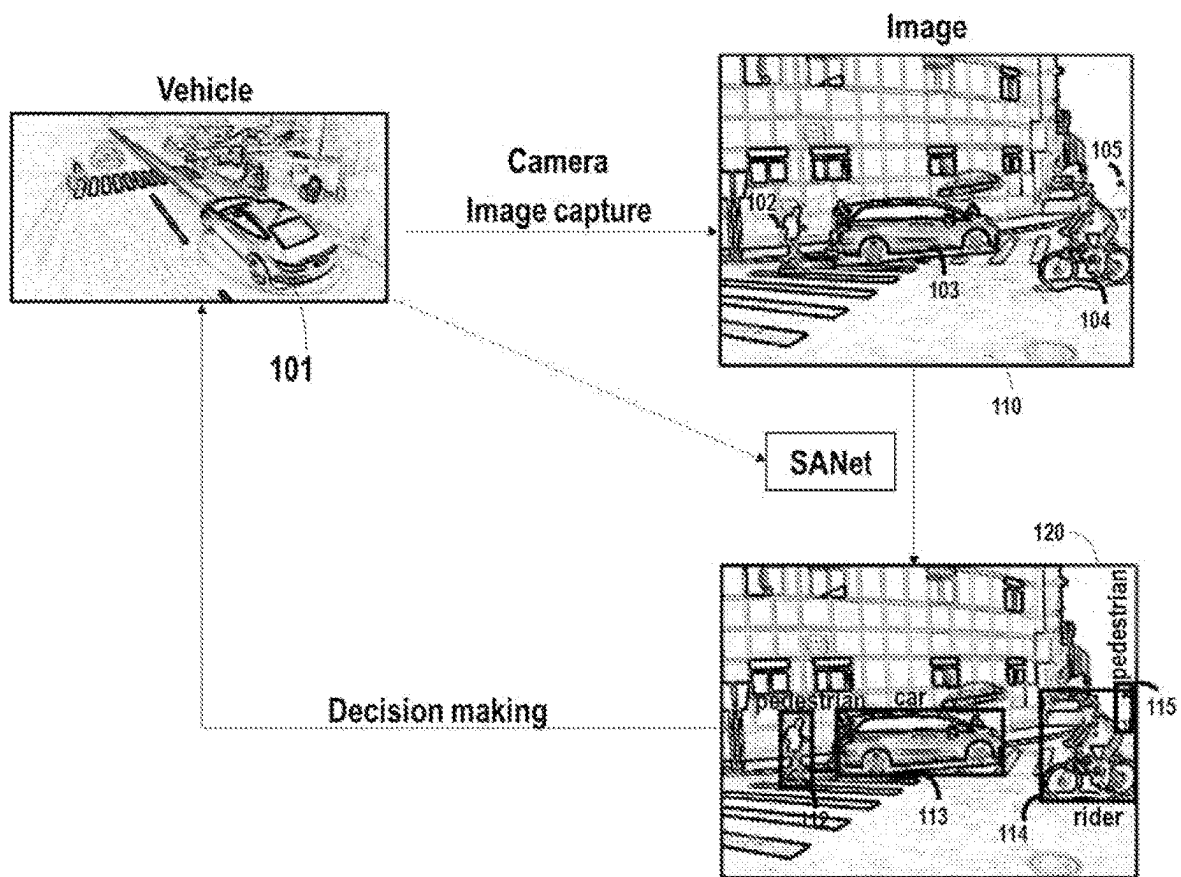 Image
Vehicle
Camera
Image capture
105
102
103
104
101
110
SANet
120
pedestrian
pedestrian
car
115
Decision making
112
113
114
rider